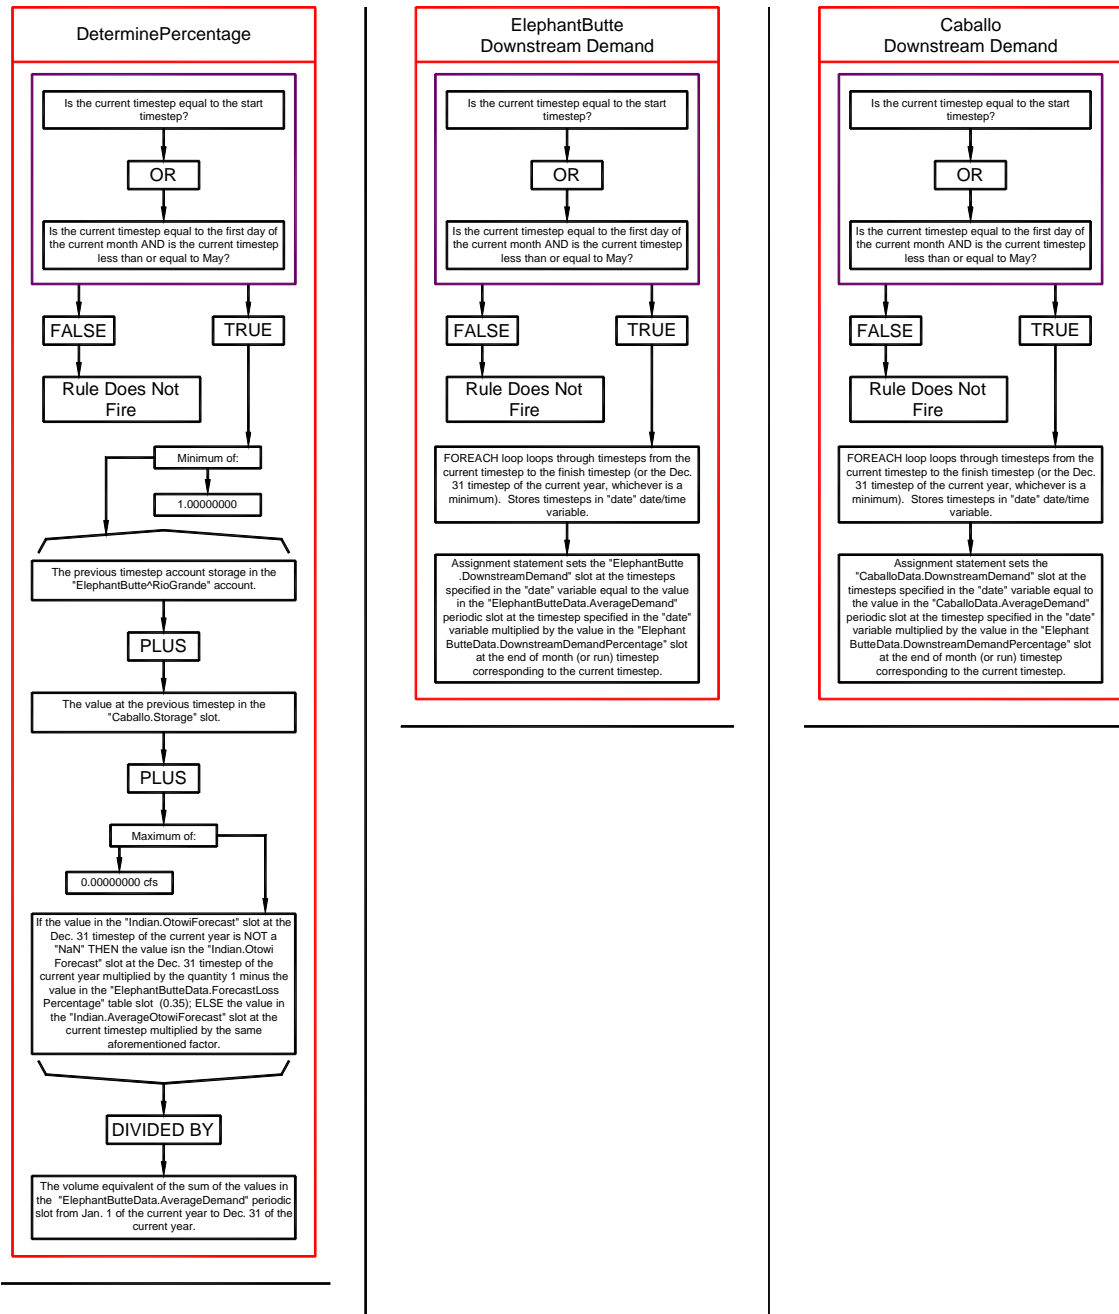 DeterminePercentage
Is the current timestep equal to the start
timestep?
OR
Is the current timestep equal to the first day of
the current month AND is the current timestep
less than or equal to May?
FALSE
TRUE
Rule Does Not
Fire
Minimum of:
1.00000000
The previous timestep account storage in the
"ElephantButte^RioGrande" account.
PLUS
The value at the previous timestep in the
"Caballo.Storage" slot.
PLUS
Maximum of:
0.00000000 cfs
If the value in the "Indian.OtowiForecast" slot at the
Dec. 31 timestep of the current year is NOT a
"NaN" THEN the value isn the "Indian.Otowi
Forecast" slot at the Dec. 31 timestep of the
current year multiplied by the quantity 1 minus the
value in the "ElephantButteData.ForecastLoss
Percentage" table slot  (0.35); ELSE the value in
the "Indian.AverageOtowiForecast" slot at the
current timestep multiplied by the same
aforementioned factor.
DIVIDED BY
The volume equivalent of the sum of the values in
the  "ElephantButteData.AverageDemand" periodic
slot from Jan. 1 of the current year to Dec. 31 of the
current year.
ElephantButte
Downstream Demand
Is the current timestep equal to the start
timestep?
OR
Is the current timestep equal to the first day of
the current month AND is the current timestep
less than or equal to May?
FALSE
TRUE
Rule Does Not
Fire
FOREACH loop loops through timesteps from the
current timestep to the finish timestep (or the Dec.
31 timestep of the current year, whichever is a
minimum).  Stores timesteps in "date" date/time
variable.
Assignment statement sets the "ElephantButte
.DownstreamDemand" slot at the timesteps
specified in the "date" variable equal to the value
in the "ElephantButteData.AverageDemand"
periodic slot at the timestep specified in the "date"
variable multiplied by the value in the "Elephant
ButteData.DownstreamDemandPercentage" slot
at the end of month (or run) timestep
corresponding to the current timestep.
Caballo
Downstream Demand
Is the current timestep equal to the start
timestep?
OR
Is the current timestep equal to the first day of
the current month AND is the current timestep
less than or equal to May?
FALSE
TRUE
Rule Does Not
Fire
FOREACH loop loops through timesteps from the
current timestep to the finish timestep (or the Dec.
31 timestep of the current year, whichever is a
minimum).  Stores timesteps in "date" date/time
variable.
Assignment statement sets the
"CaballoData.DownstreamDemand" slot at the
timesteps specified in the "date" variable equal to
the value in the "CaballoData.AverageDemand"
periodic slot at the timestep specified in the "date"
variable multiplied by the value in the "Elephant
ButteData.DownstreamDemandPercentage" slot
at the end of month (or run) timestep
corresponding to the current timestep.